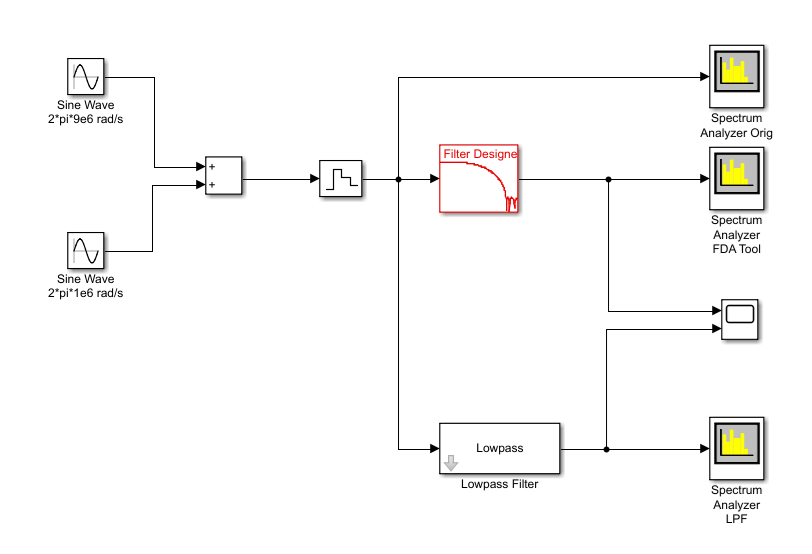 Sine Wave
2*pi*9e6 rad/s
+
+
Sine Wave
2*pi*1e6 rad/s
Filter Designe
Spectrum
Analyzer Orig
Spectrum
Analyzer
FDA Tool
Lowpass
Lowpass Filter
Spectrum
Analyzer
LPF